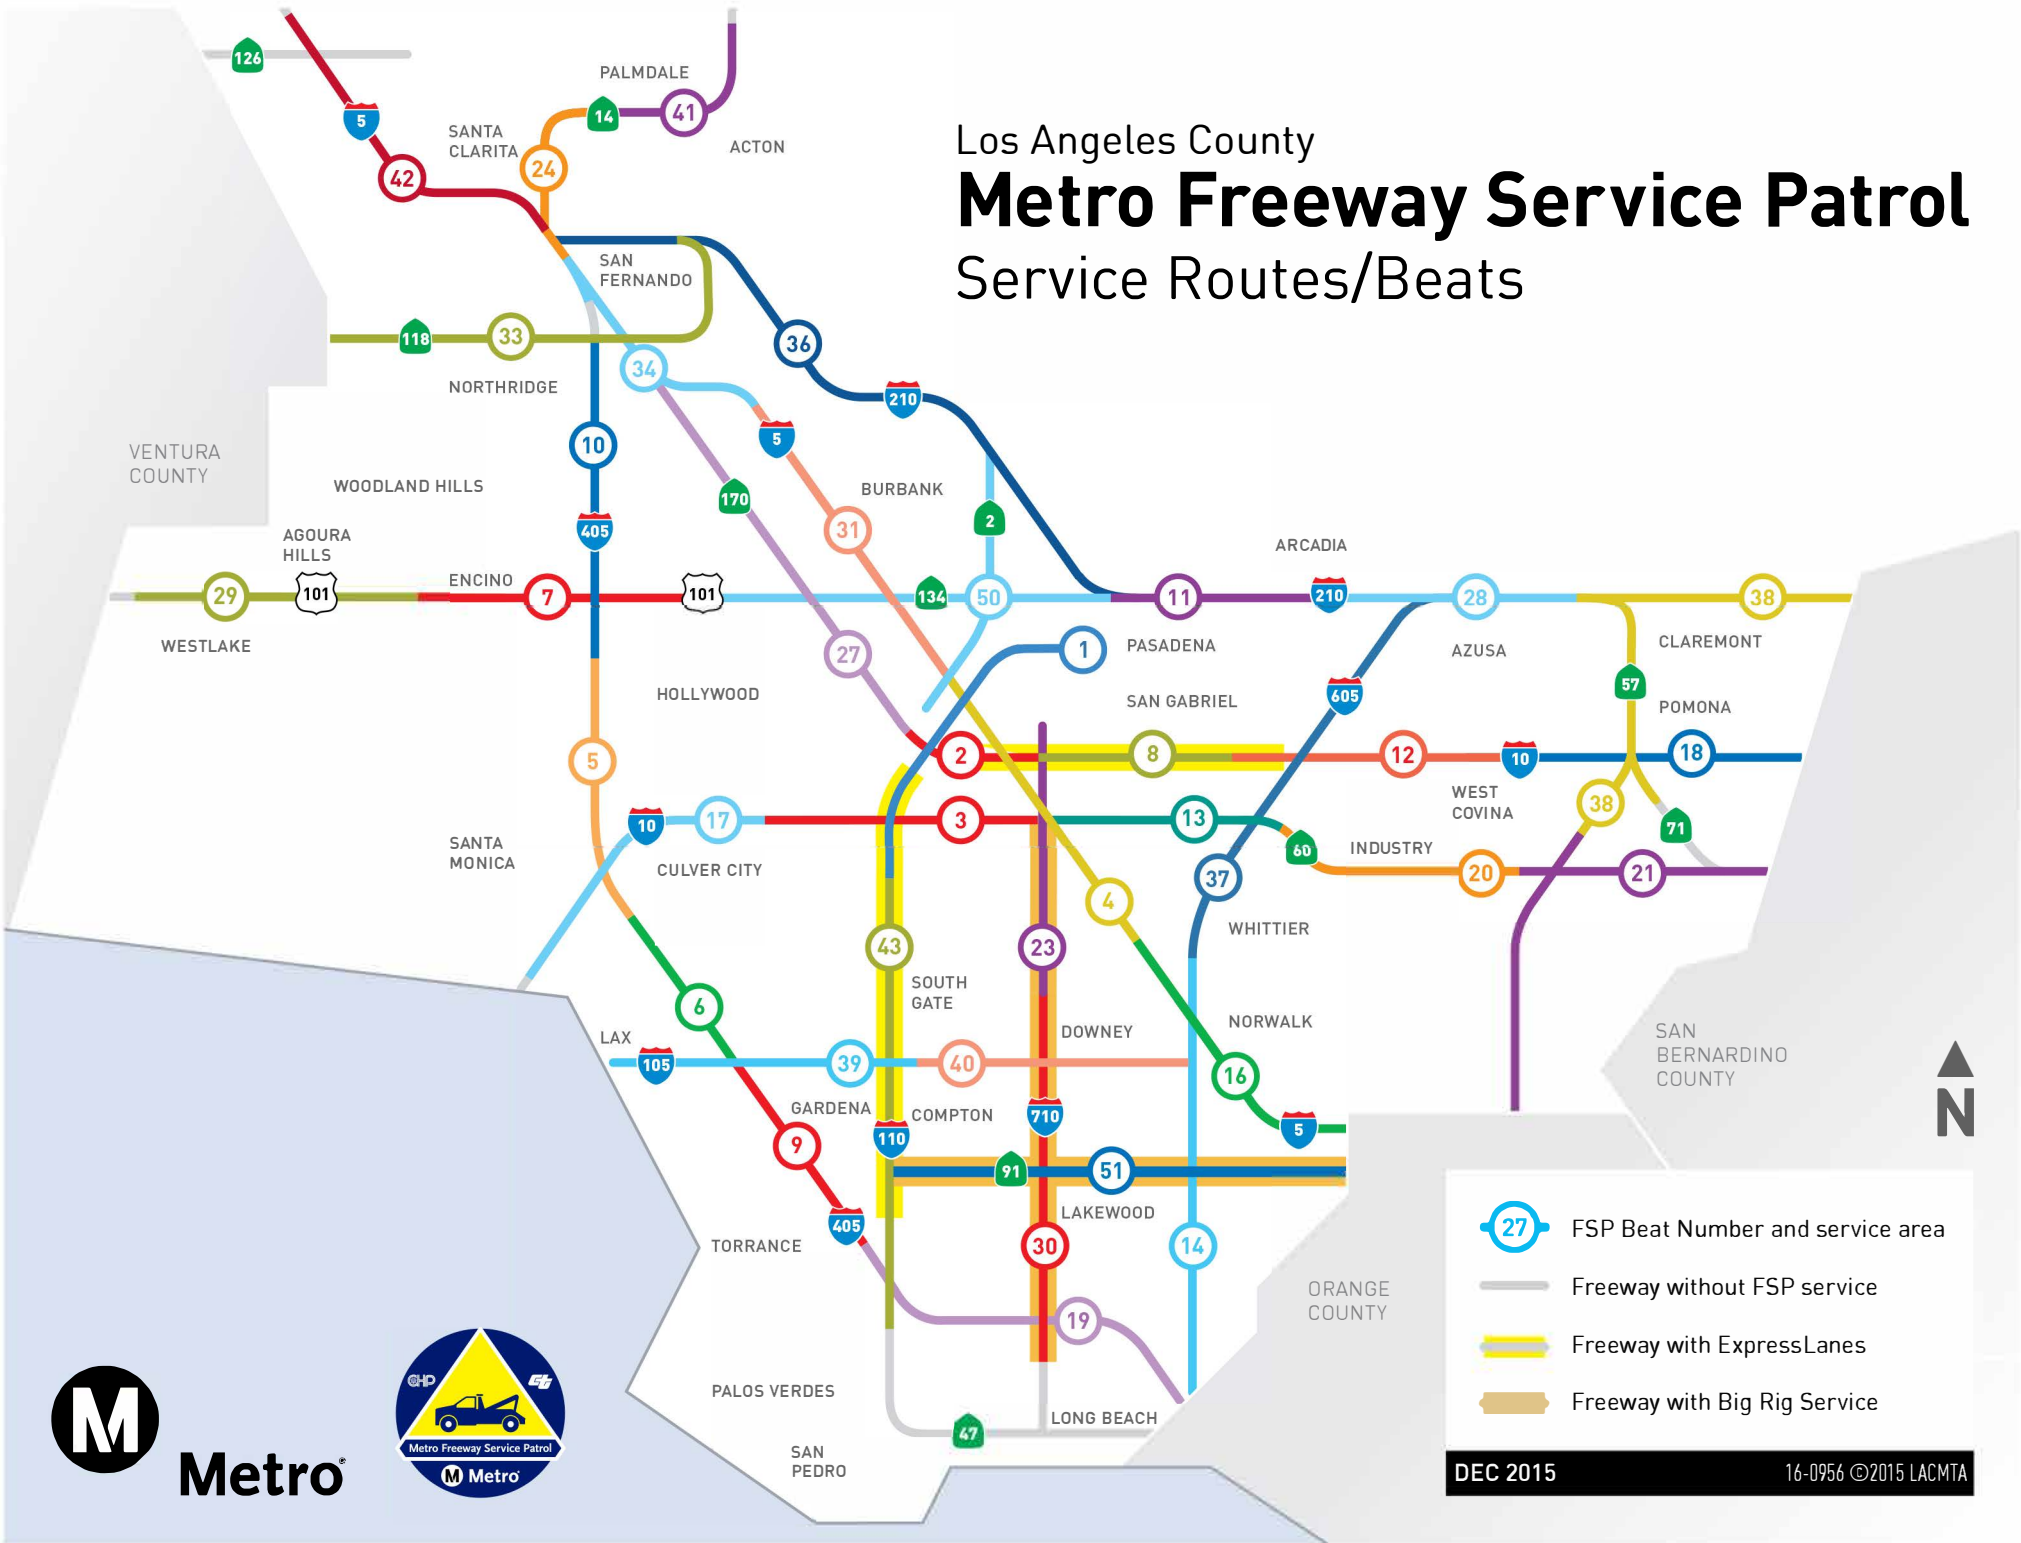 Los Angeles County
Metro Freeway Service Patrol
Service Routes/Beats
126
5
42
SANTA
CLARITA
24
14
PALMDALE
41
ACTON
SAN
FERNANDO
118
33
NORTHRIDGE
34
36
210
VENTURA
COUNTY
WOODLAND HILLS
10
405
170
5
31
BURBANK
2
AGOURA
HILLS
ARCADIA
29
101
ENCINO
7
101
134
50
11
210
28
38
WESTLAKE
27
1
PASADENA
AZUSA
CLAREMONT
HOLLYWOOD
605
57
SAN GABRIEL
POMONA
5
2
8
12
10
18
WEST
COVINA
38
71
SANTA
MONICA
10
17
CULVER CITY
3
13
60
INDUSTRY
20
21
37
WHITTIER
4
43
23
SOUTH
GATE
6
LAX
105
39
40
DOWNEY
NORWALK
16
5
SAN
BERNARDINO
COUNTY
N
GARDENA
COMPTON
110
710
9
91
51
LAKEWOOD
405
TORRANCE
30
14
ORANGE
COUNTY
19
PALOS VERDES
47
LONG BEACH
SAN
PEDRO
27 FSP Beat Number and service area
Freeway without FSP service
Freeway with ExpressLanes
Freeway with Big Rig Service
DEC 2015 16-0956 ©2015 LACMTA
M
Metro
CHP
Metro Freeway Service Patrol
M Metro